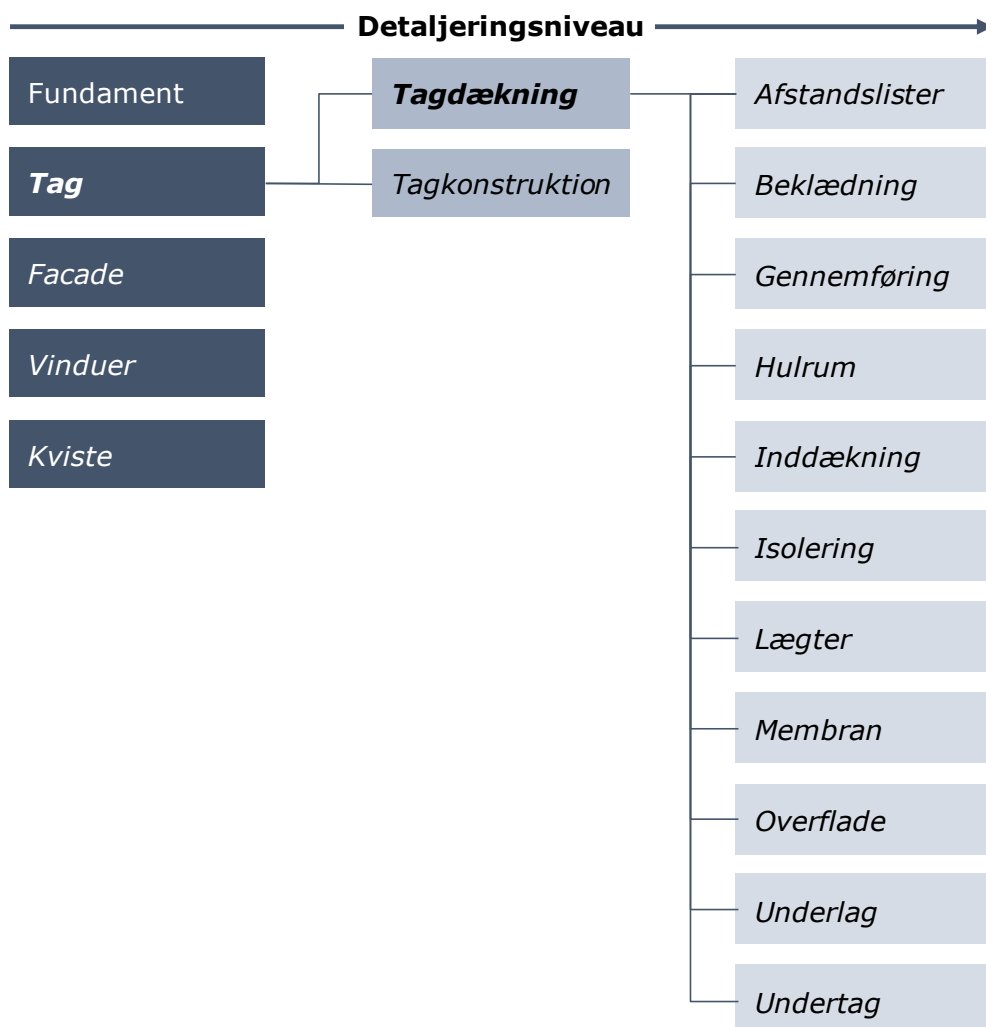 Detaljeringsniveau
Fundament
Tag
Facade
Vinduer
Kviste
Tagdækning
Tagkonstruktion
Afstandslister
Beklædning
Gennemføring
Hulrum
Inddækning
Isolering
Lægter
Membran
Overflade
Underlag
Undertag